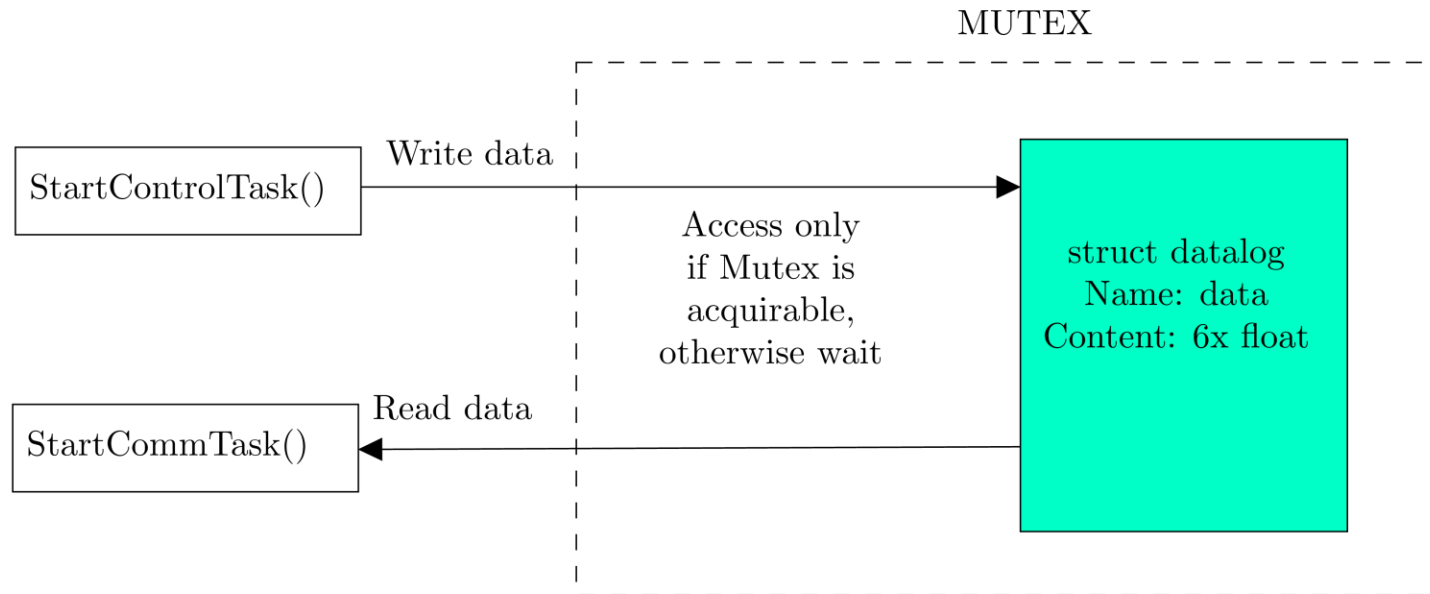 MUTEX
Write data
StartControlTask()
Access only
if Mutex is
acquirable,
otherwise wait
struct datalog
Name: data
Content: 6x float
Read data
StartCommTask()